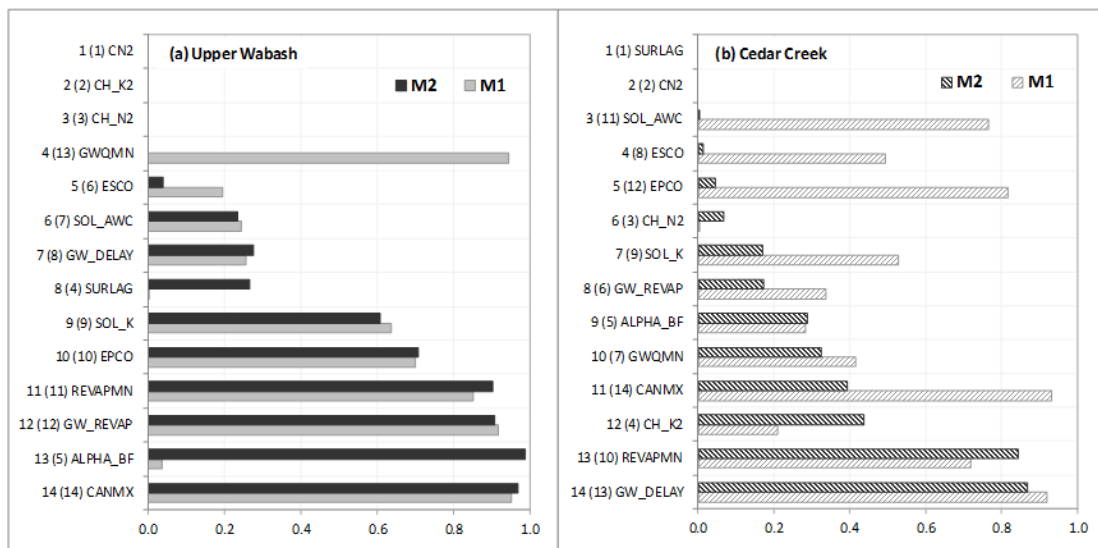 (a) Upper Wabash
M2 M1
1 (1) CN2
2 (2) CH_K2
3 (3) CH_N2
4 (13) GWQMN
5 (6) ESCO
6 (7) SOL_AWC
7 (8) GW_DELAY
8 (4) SURLAG
9 (9) SOL_K
10 (10) EPCO
11 (11) REVAPMN
12 (12) GW_REVAP
13 (5) ALPHA_BF
14 (14) CANMX
0.0 0.2 0.4 0.6 0.8 1.0
(b) Cedar Creek
M2 M1
1 (1) SURLAG
2 (2) CN2
3 (11) SOL_AWC
4 (8) ESCO
5 (12) EPCO
6 (3) CH_N2
7 (9) SOL_K
8 (6) GW_REVAP
9 (5) ALPHA_BF
10 (7) GWQMN
11 (14) CANMX
12 (4) CH_K2
13 (10) REVAPMN
14 (13) GW_DELAY
0.0 0.2 0.4 0.6 0.8 1.0